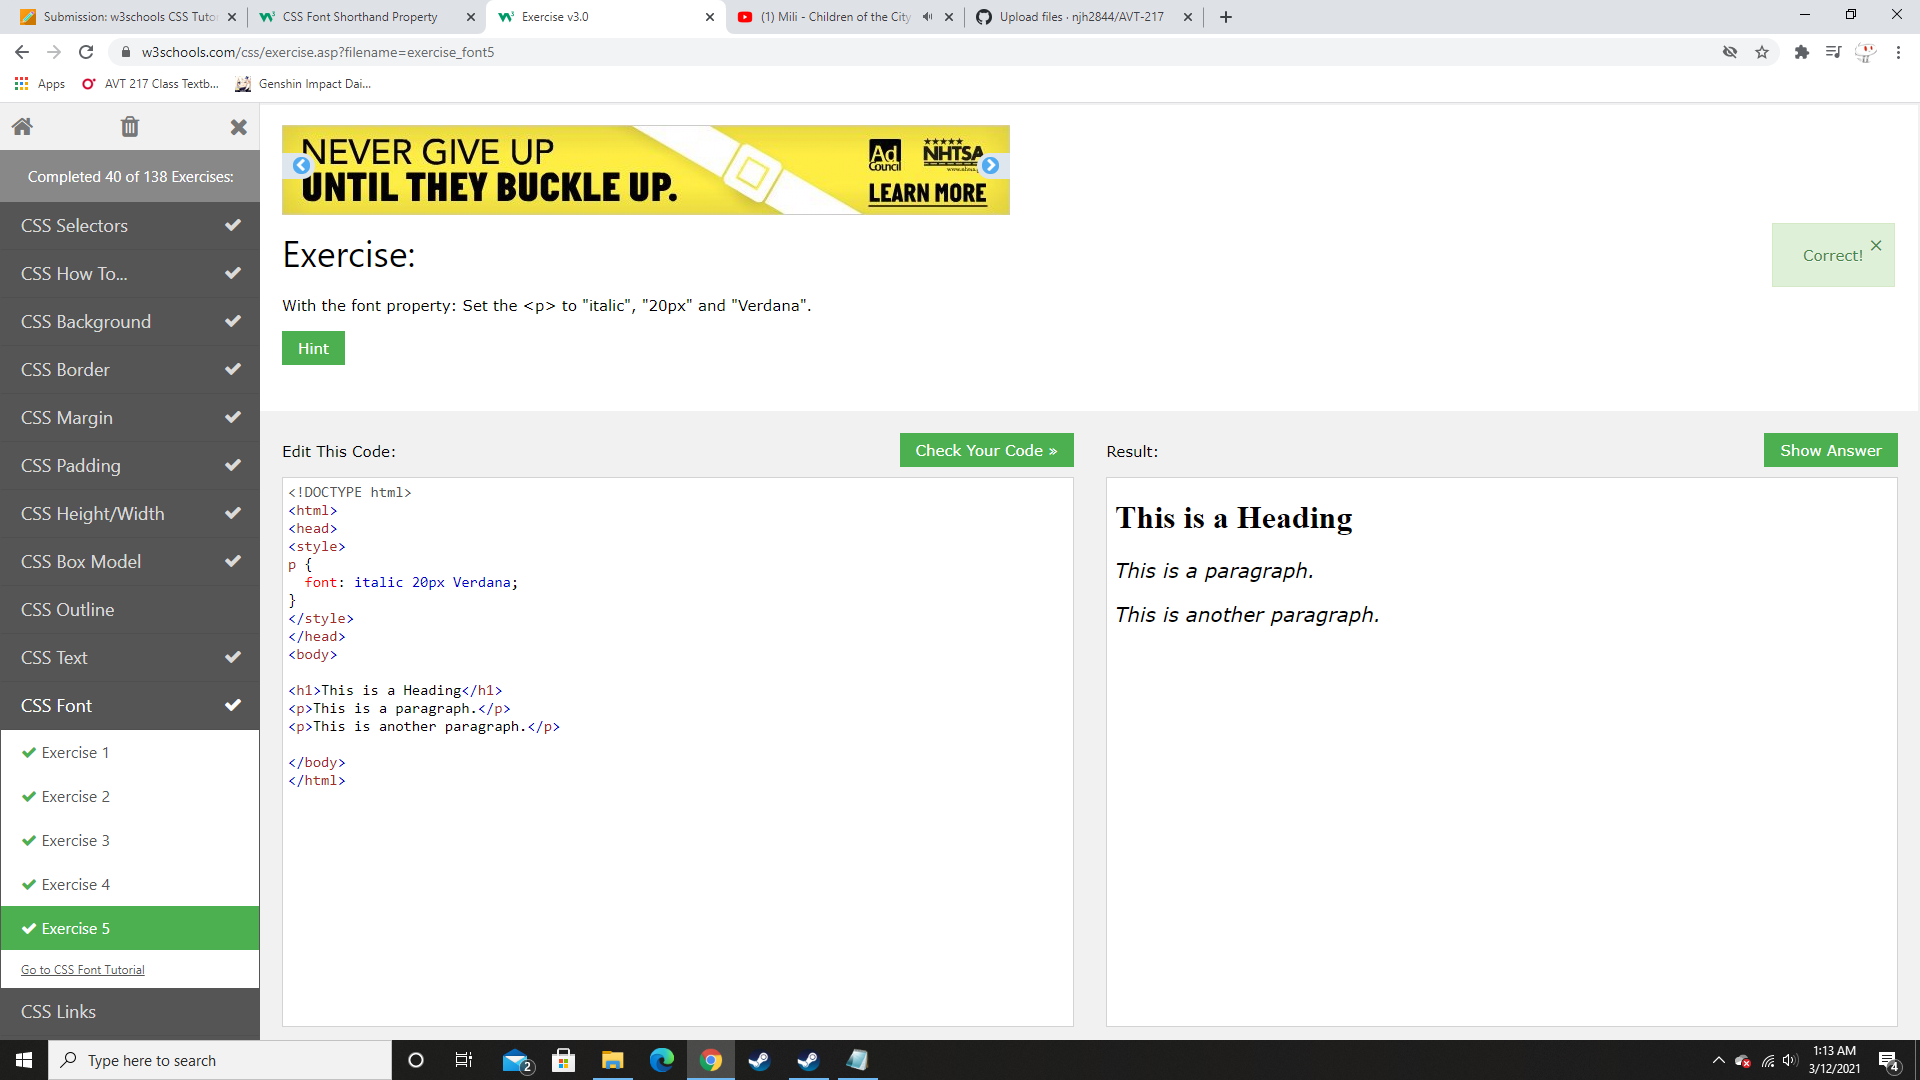 Submission: w3schools CSS Tutor
CSS Font Shorthand Property
Exercise v3.0
(1) Mili - Children of the City
Upload files · njh2844/AVT-217
w3schools.com/css/exercise.asp?filename=exercise_font5
Apps
AVT 217 Class Textb...
Genshin Impact Dai...
Completed 40 of 138 Exercises:
CSS Selectors
CSS How To...
CSS Background
CSS Border
CSS Margin
CSS Padding
CSS Height/Width
CSS Box Model
CSS Outline
CSS Text
CSS Font
Exercise 1
Exercise 2
Exercise 3
Exercise 4
Exercise 5
Go to CSS Font Tutorial
CSS Links
NEVER GIVE UP
UNTIL THEY BUCKLE UP.
Ad
Council
NHTSA
LEARN MORE
Exercise:
Correct!
With the font property: Set the <p> to "italic", "20px" and "Verdana".
Hint
Edit This Code:
Check Your Code »
<!DOCTYPE html>
<html>
<head>
<style>
p {
  font: italic 20px Verdana;
}
</style>
</head>
<body>
<h1>This is a Heading</h1>
<p>This is a paragraph.</p>
<p>This is another paragraph.</p>
</body>
</html>
Result:
Show Answer
This is a Heading
This is a paragraph.
This is another paragraph.
Type here to search
2
1:13 AM
3/12/2021
4